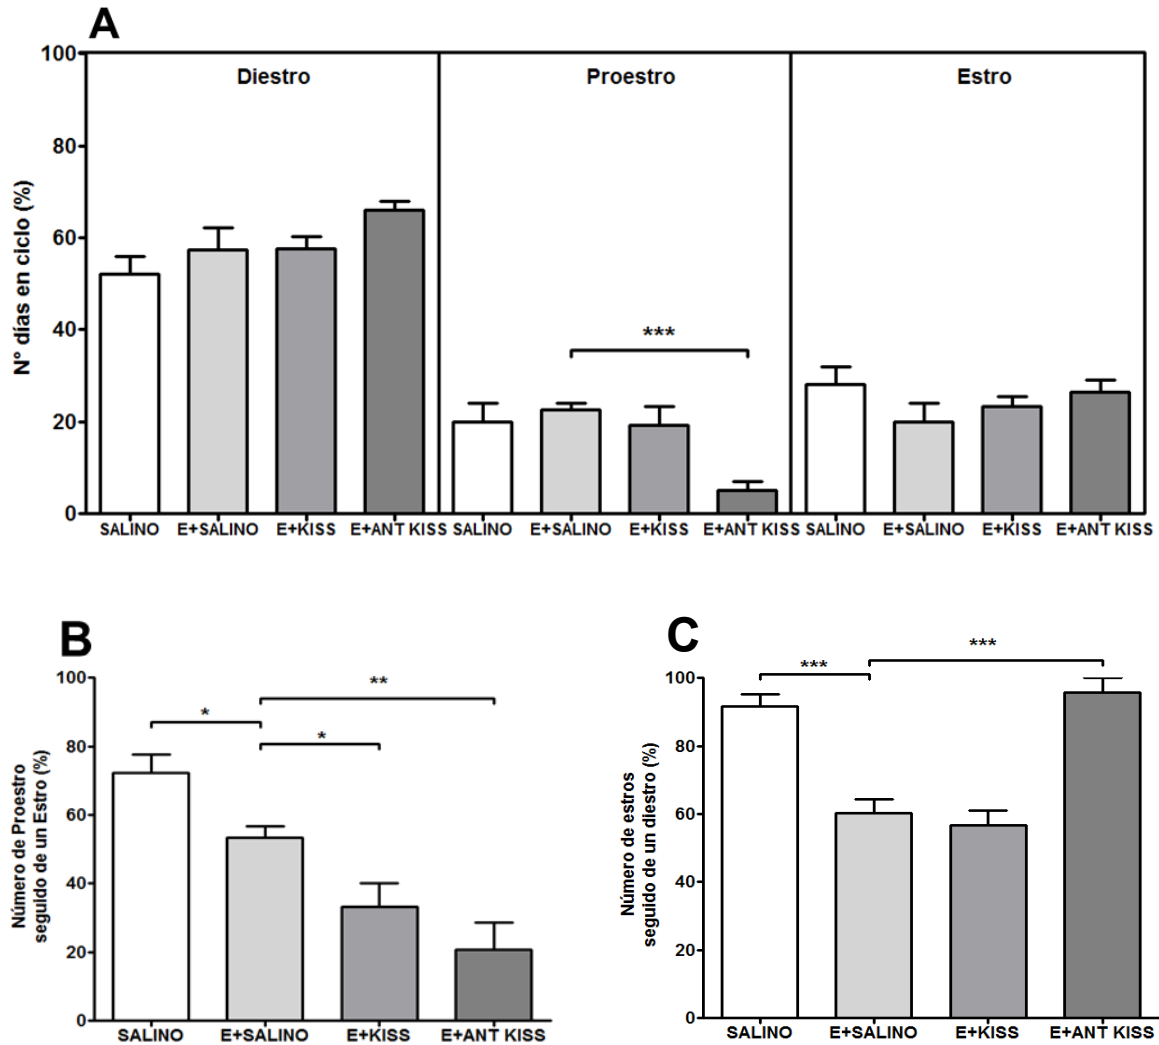 A
100
80
60
40
20
0
N° días en ciclo (%)
Diestro
Proestro
Estro
***
SALINO E+SALINO E+KISS E+ANT KISS SALINO E+SALINO E+KISS E+ANT KISS SALINO E+SALINO E+KISS E+ANT KISS
B
100
80
60
40
20
0
Número de Proestro
seguido de un Estro (%)
**
*
*
SALINO E+SALINO E+KISS E+ANT KISS
C
100
80
60
40
20
0
Número de estros
seguido de un diestro (%)
***
***
SALINO E+SALINO E+KISS E+ANT KISS